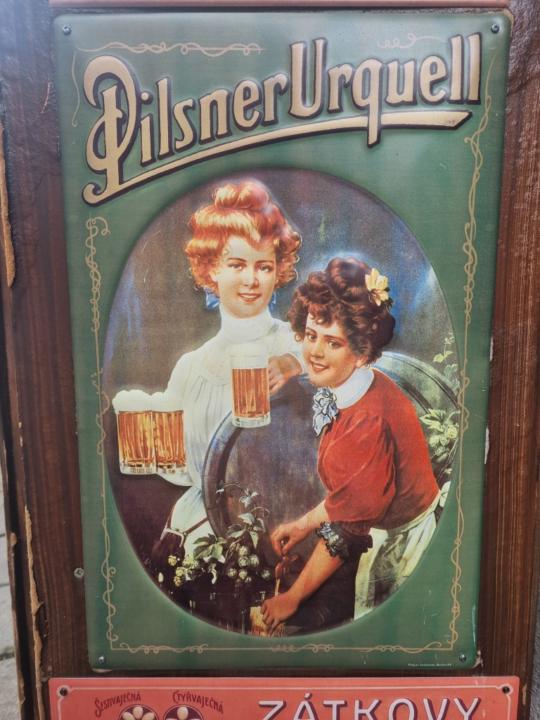 Pilsner Urquell
ŠESTIVAJEČNÁ ČTYŘVAJEČNÁ
ZÁTKOVY